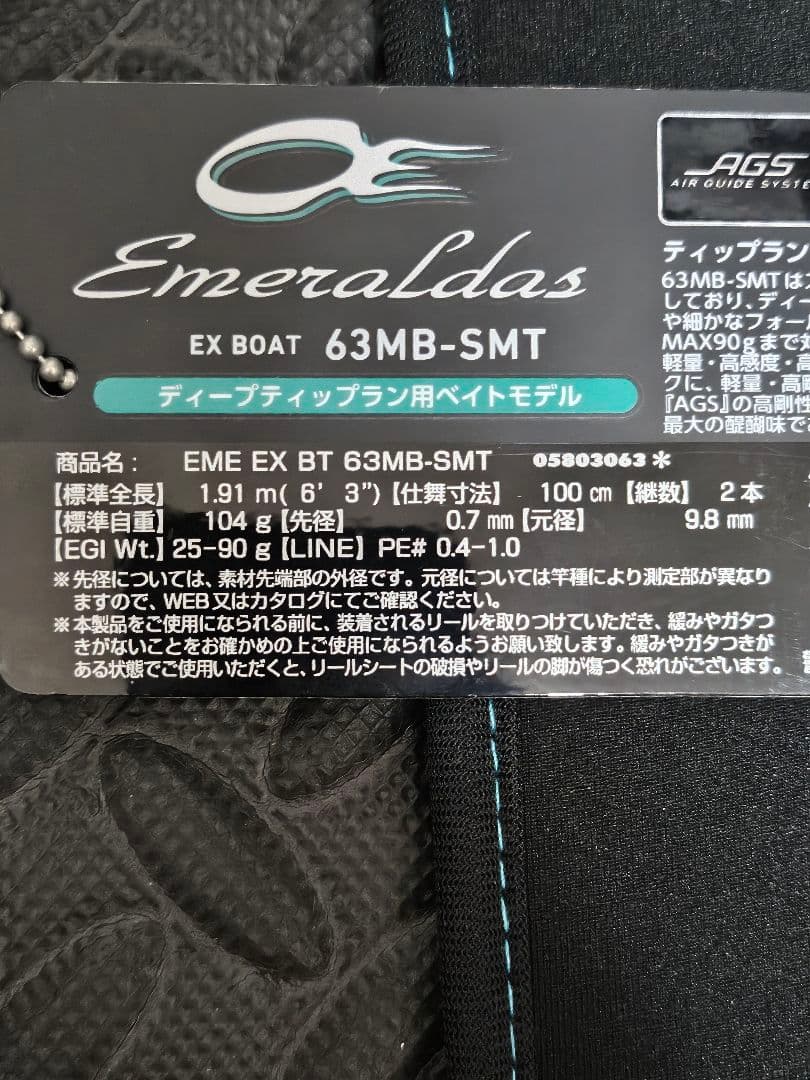 Emeraldas
EX BOAT 63MB-SMT
ディープティップラン用ベイトモデル
AGS
AIR GUIDE SYSTE
ティップラン
63MB-SMTは
しており、ディー
や細かなフォー
MAX90gまで対
軽量・高感度・高
クに、軽量・高剛
『AGS』の高剛性
最大の醍醐味で
商品名: EME EX BT 63MB-SMT 05803063*
【標準全長】 1.91 m( 6' 3")【仕舞寸法】 100 cm【継数】 2本
【標準自重】 104 g【先径】 0.7 mm【元径】 9.8 mm
【EGI Wt.】25-90 g【LINE】PE# 0.4-1.0
※先径については、素材先端部の外径です。元径については竿種により測定部が異なり
ますので、WEB又はカタログにてご確認ください。
※本製品をご使用になられる前に、装着されるリールを取りつけていただき、緩みやガタつ
きがないことをお確かめの上ご使用になられるようお願い致します。緩みやガタつきが
ある状態でご使用いただくと、リールシートの破損やリールの脚が傷つく恐れがございます。